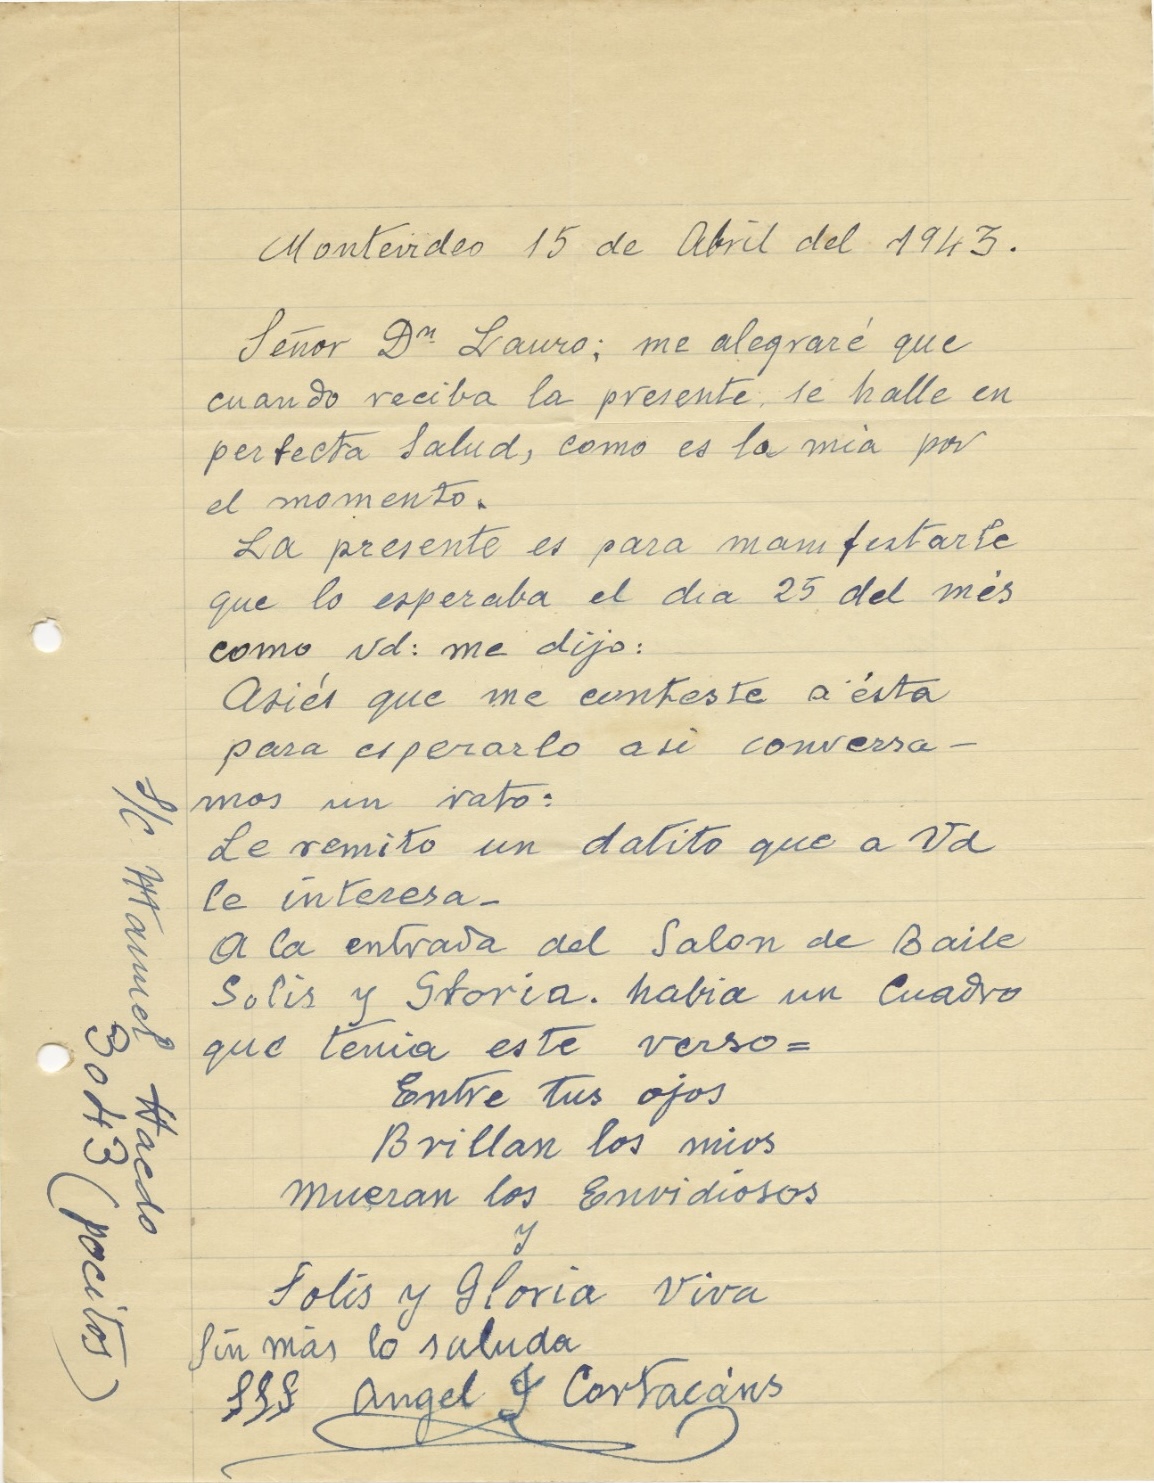 Montevideo 15 de Abril del 1943.
Señor Dn Lauro; me alegraré que
cuando reciba la presente se halle en
perfecta Salud, como es la mia por
el momento.
La presente es para manifestarle
que lo esperaba el dia 25 del més
como Vd: me dijo:
Asiés que me conteste a ésta
para esperarlo asi conversa-
mos un rato:
Le remito un datito que a Vd
le interesa-
A la entrada del Salon de Baile
Solis y Gloria. habia un Cuadro
que tenia este verso=
Entre tus ojos
Brillan los mios
Mueran los Envidiosos
y
Solis y Gloria Viva
Sin más lo saluda
SSS Angel J Cortacáns
S/c Manuel Haedo
3043 (pocitos)